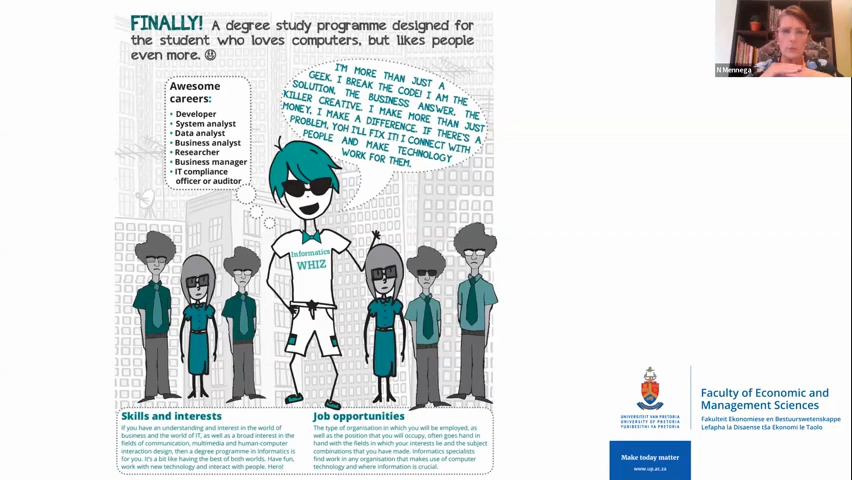 FINALLY! A degree study programme designed for
the student who loves computers, but likes people
even more.
Awesome
careers:
• Developer
• System analyst
• Data analyst
• Business analyst
• Researcher
• Business manager
• IT compliance
officer or auditor
I'M MORE THAN JUST A
GEEK. I BREAK THE CODE! I AM THE
SOLUTION. THE BUSINESS ANSWER. THE
KILLER CREATIVE. I MAKE MORE THAN JUST
MONEY, I MAKE A DIFFERENCE. IF THERE'S A
PROBLEM, YOH I'LL FIX IT! I CONNECT WITH
PEOPLE AND MAKE TECHNOLOGY
WORK FOR THEM.
Informatics
WHIZ
Skills and interests
If you have an understanding and interest in the world of
business and the world of IT, as well as a broad interest in the
fields of communication, multimedia and human-computer
interaction design, then a degree programme in Informatics is
for you. It's a bit like having the best of both worlds. Have fun,
work with new technology and interact with people. Hero!
Job opportunities
The type of organisation in which you will be employed, as
well as the position that you will occupy, often goes hand in
hand with the fields in which your interests lie and the subject
combinations that you have made. Informatics specialists
find work in any organisation that makes use of computer
technology and where information is crucial.
N Mennega
UNIVERSITEIT VAN PRETORIA
UNIVERSITY OF PRETORIA
YUNIBESITHI YA PRETORIA
Faculty of Economic and
Management Sciences
Fakulteit Ekonomiese en Bestuurswetenskappe
Lefapha la Disaense tša Ekonomi le Taolo
Make today matter
www.up.ac.za